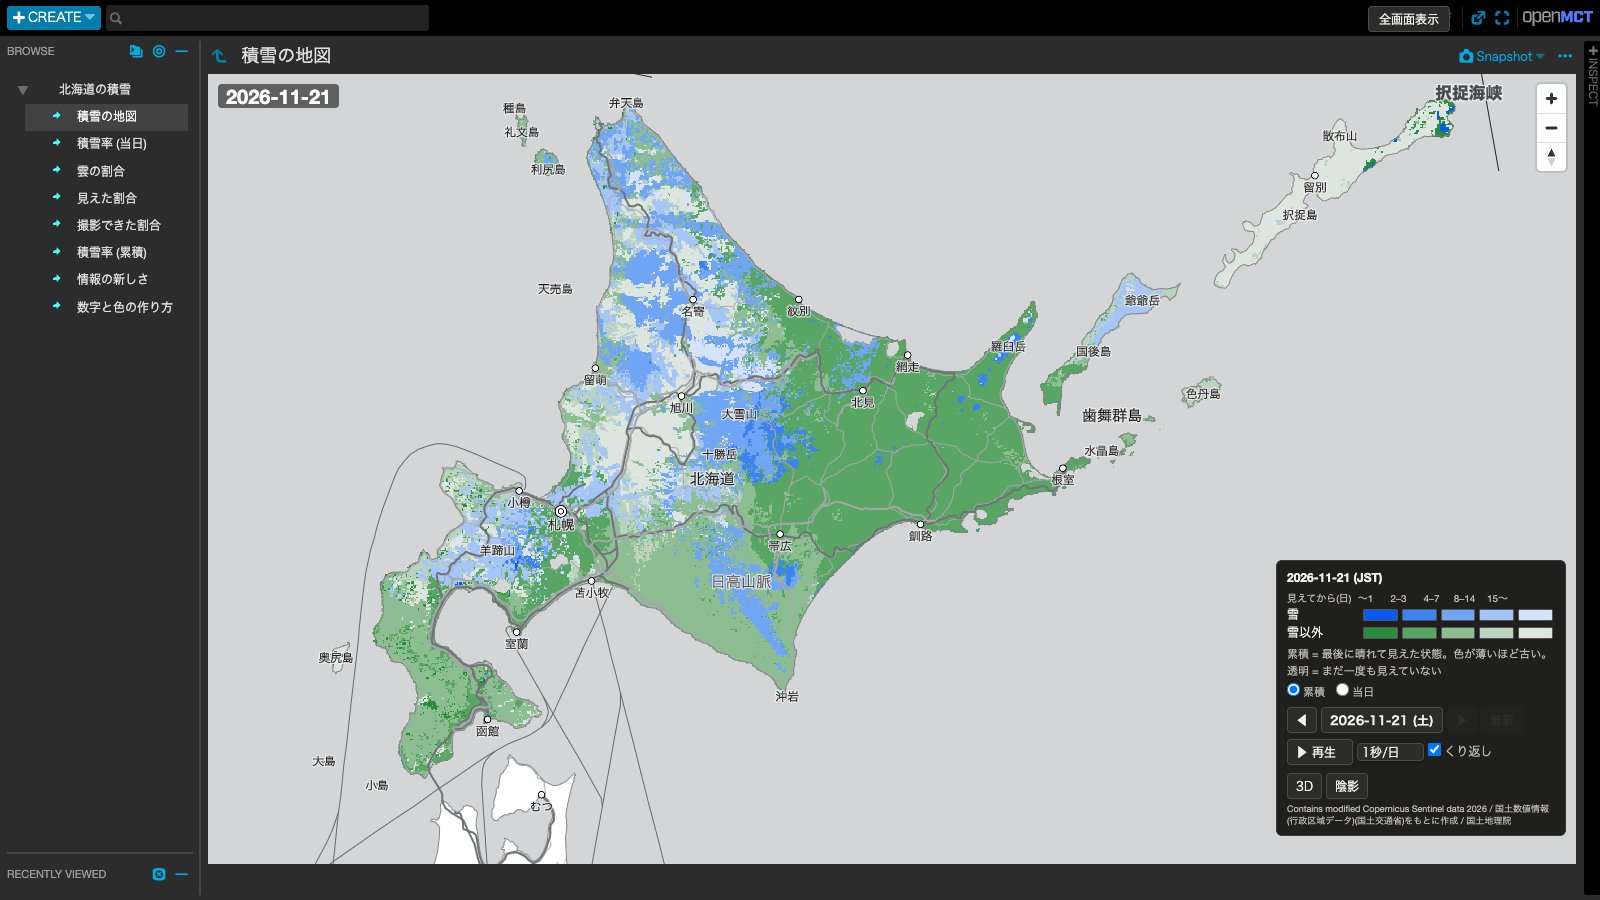 CREATE
全画面表示
openMCT
BROWSE
積雪の地図
Snapshot
INSPECT
北海道の積雪
積雪の地図
積雪率 (当日)
雲の割合
見えた割合
撮影できた割合
積雪率 (累積)
情報の新しさ
数字と色の作り方
RECENTLY VIEWED
2026-11-21
種島
礼文島
利尻島
弁天島
天売島
名寄
紋別
留萌
旭川
大雪山
十勝岳
北海道
北見
網走
羅臼岳
国後島
爺爺岳
択捉海峡
散布山
留別
択捉島
色丹島
歯舞群島
水晶島
根室
釧路
帯広
日高山脈
小樽
札幌
羊蹄山
苫小牧
室蘭
奥尻島
函館
大島
小島
むつ
沖岩
2026-11-21 (JST)
見えてから(日) ～1 2–3 4–7 8–14 15～
雪
雪以外
累積 = 最後に晴れて見えた状態。色が薄いほど古い。
透明 = まだ一度も見えていない
累積 当日
2026-11-21 (土)
最新
再生 1秒/日 くり返し
3D 陰影
Contains modified Copernicus Sentinel data 2026 / 国土数値情報
(行政区域データ)(国土交通省)をもとに作成 / 国土地理院